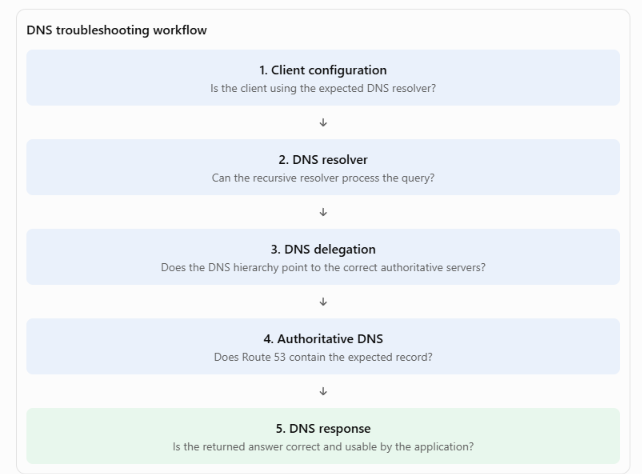 DNS troubleshooting workflow
1. Client configuration
Is the client using the expected DNS resolver?
↓
2. DNS resolver
Can the recursive resolver process the query?
↓
3. DNS delegation
Does the DNS hierarchy point to the correct authoritative servers?
↓
4. Authoritative DNS
Does Route 53 contain the expected record?
↓
5. DNS response
Is the returned answer correct and usable by the application?